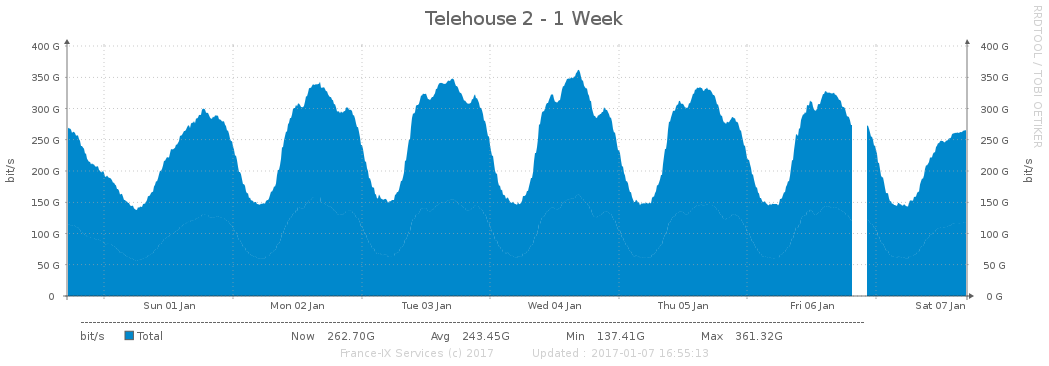 Telehouse 2 - 1 Week
RRDTOOL / TOBI OETIKER
400 G 400 G
350 G 350 G
300 G 300 G
250 G 250 G
200 G 200 G
150 G 150 G
100 G 100 G
50 G 50 G
0 0 G
bit/s bit/s
Sun 01 Jan Mon 02 Jan Tue 03 Jan Wed 04 Jan Thu 05 Jan Fri 06 Jan Sat 07 Jan
bit/s Total Now 262.70G Avg 243.45G Min 137.41G Max 361.32G
France-IX Services (c) 2017 Updated : 2017-01-07 16:55:13